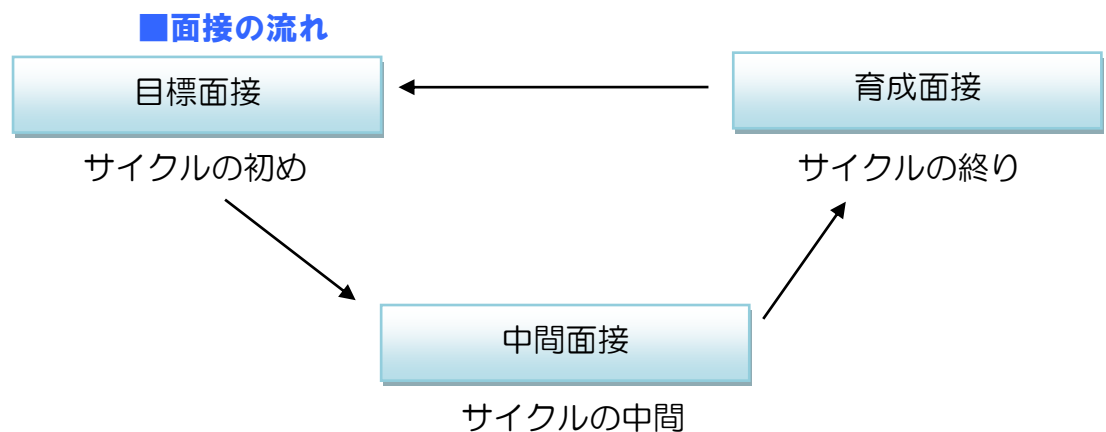 ■面接の流れ
目標面接
育成面接
サイクルの初め
サイクルの終り
中間面接
サイクルの中間